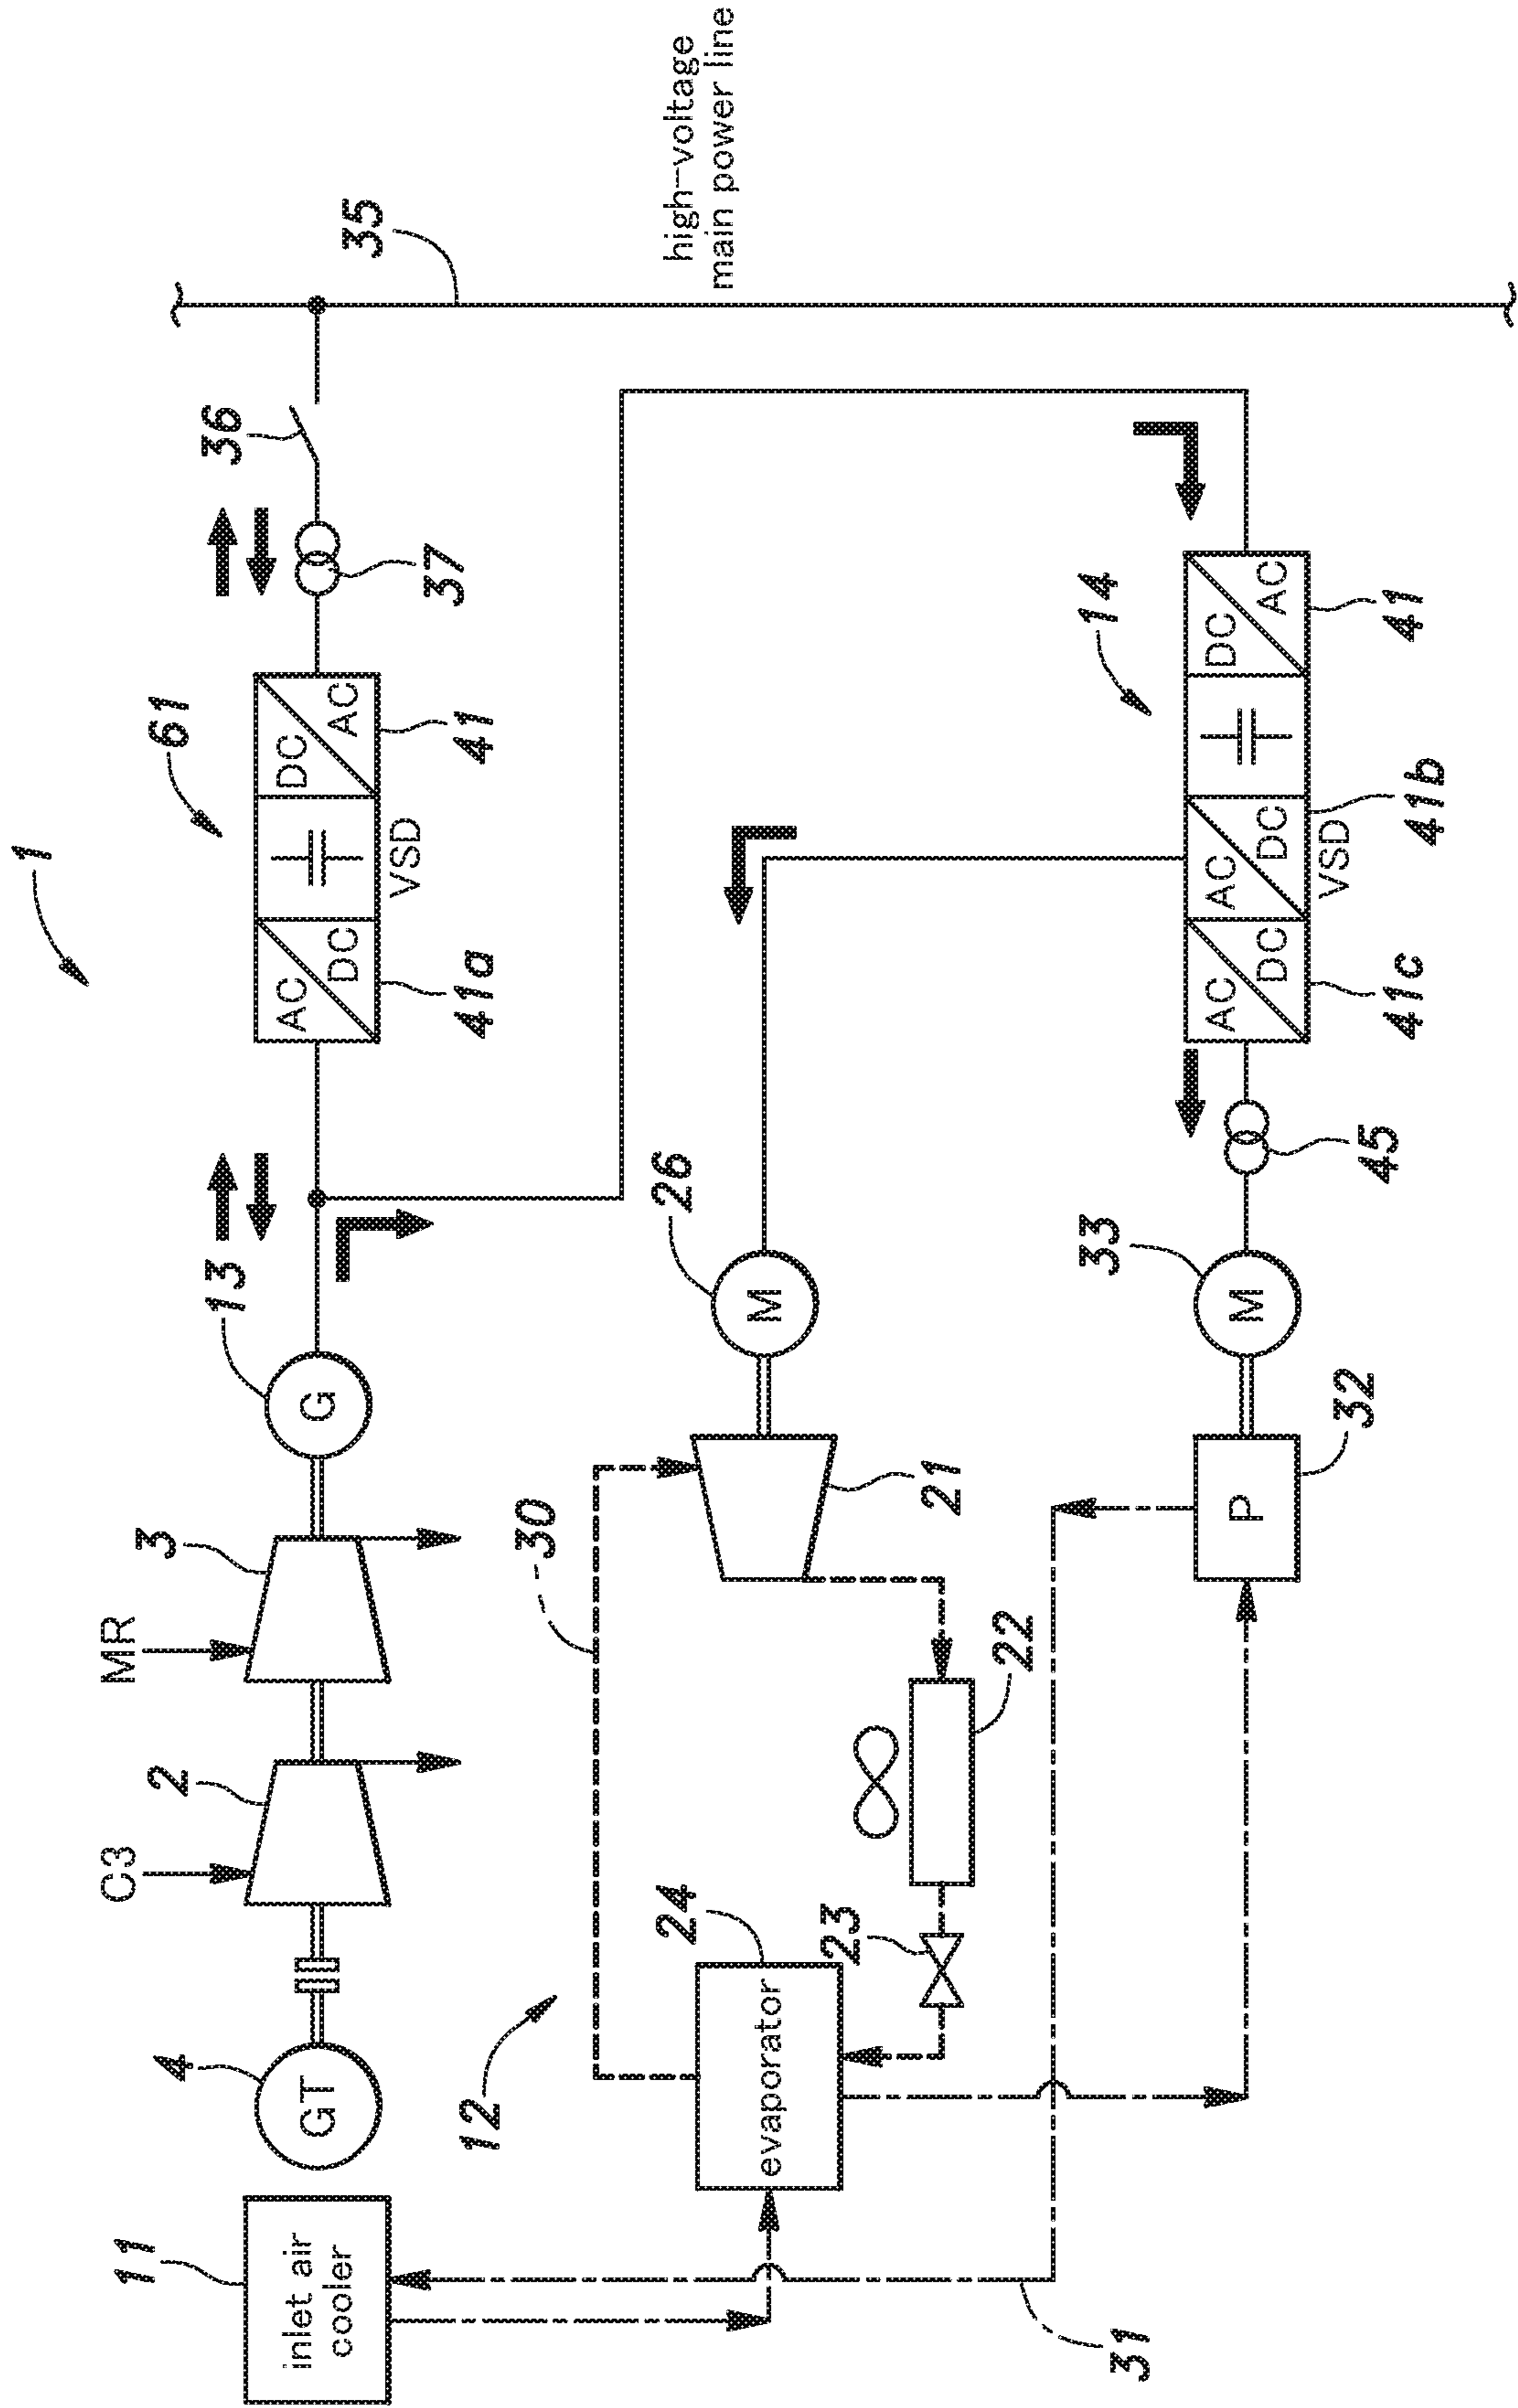 1
C3
MR
4
2
3
13
61
36
35
GT
G
AC
DC
DC
AC
VSD
41a
41
37
high-voltage
main power line
11
inlet air
cooler
12
30
24
evaporator
23
22
21
26
M
31
32
P
33
M
45
14
AC
DC
AC
DC
DC
AC
VSD
41c
41b
41